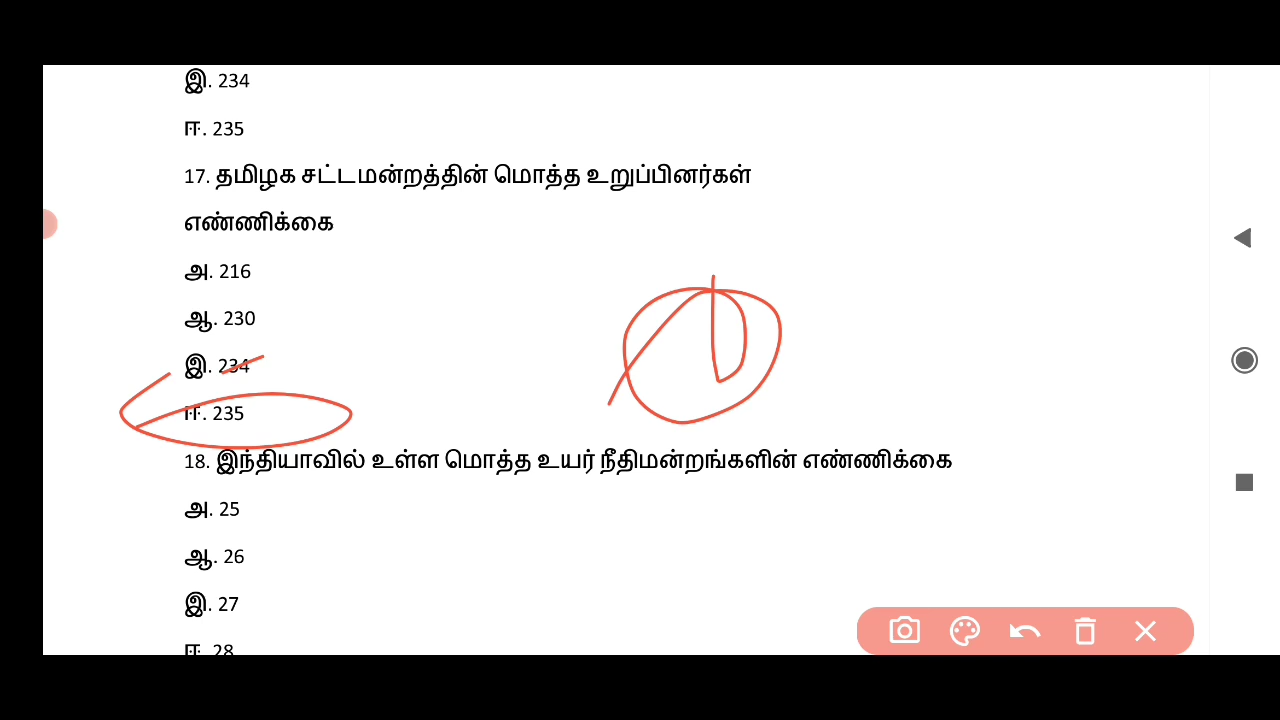 இ. 234
ஈ. 235
17. தமிழக சட்டமன்றத்தின் மொத்த உறுப்பினர்கள்
எண்ணிக்கை
அ. 216
ஆ. 230
இ. 234
ஈ. 235
18. இந்தியாவில் உள்ள மொத்த உயர் நீதிமன்றங்களின் எண்ணிக்கை
அ. 25
ஆ. 26
இ. 27
ஈ. 28